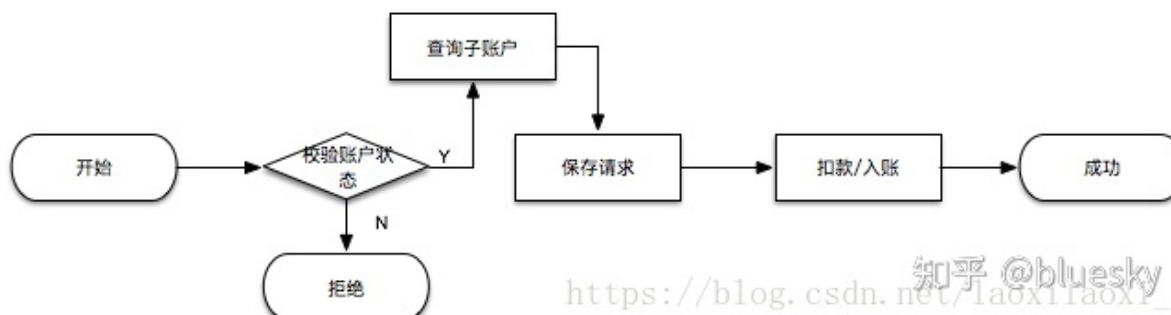 查询子账户
开始
校验账户状
态
Y
保存请求
扣款/入账
成功
N
拒绝
知乎 @bluesky
https://blog.csdn.net/laoxilaoxi_